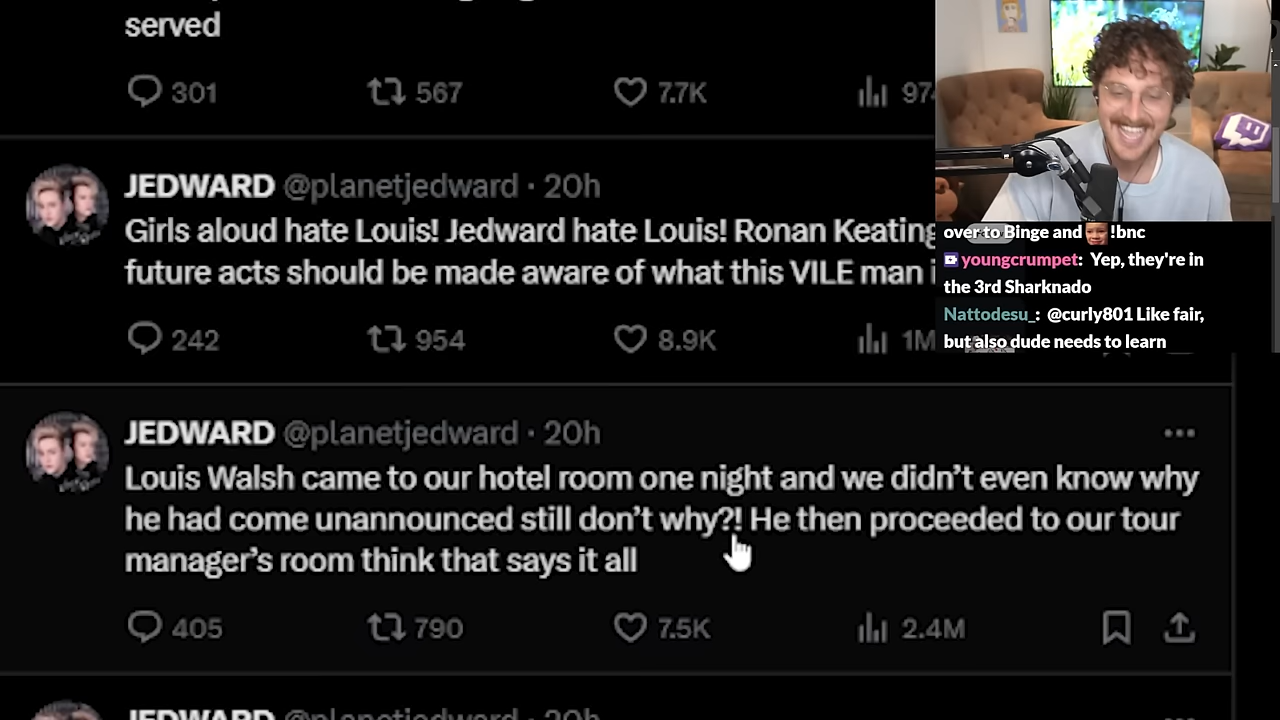 served
301 567 7.7K 974
JEDWARD @planetjedward · 20h
Girls aloud hate Louis! Jedward hate Louis! Ronan Keating
future acts should be made aware of what this VILE man
242 954 8.9K 1M
over to Binge and !bnc
youngcrumpet: Yep, they're in
the 3rd Sharknado
Nattodesu_: @curly801 Like fair,
but also dude needs to learn
JEDWARD @planetjedward · 20h
Louis Walsh came to our hotel room one night and we didn’t even know why
he had come unannounced still don’t why?! He then proceeded to our tour
manager’s room think that says it all
405 790 7.5K 2.4M
JEDWARD @planetjedward · 20h